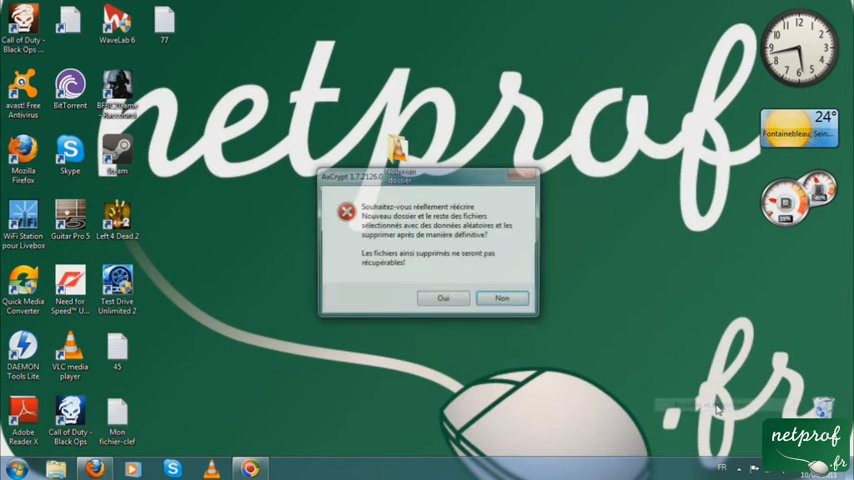 Call of Duty -
Black Ops ...
WaveLab 6
77
avast! Free
Antivirus
BitTorrent
Mozilla
Firefox
Skype
Steam
WiFi Station
pour Livebox
Guitar Pro 5
Left 4 Dead 2
Quick Media
Converter
Need for
Speed™ U...
Test Drive
Unlimited 2
DAEMON
Tools Lite
VLC media
player
45
Adobe
Reader X
Call of Duty -
Black Ops
Mon
fichier-clef
netprof
.fr
Nouveau
dossier
AxCrypt 1.7.2126.0
Souhaitez-vous réellement réécrire
Nouveau dossier et le reste des fichiers
sélectionnés avec des données aléatoires et les
supprimer après de manière définitive?
Les fichiers ainsi supprimés ne seront pas
récupérables!
Oui
Non
24°
Fontainebleau, Sein...
netprof
.fr
FR